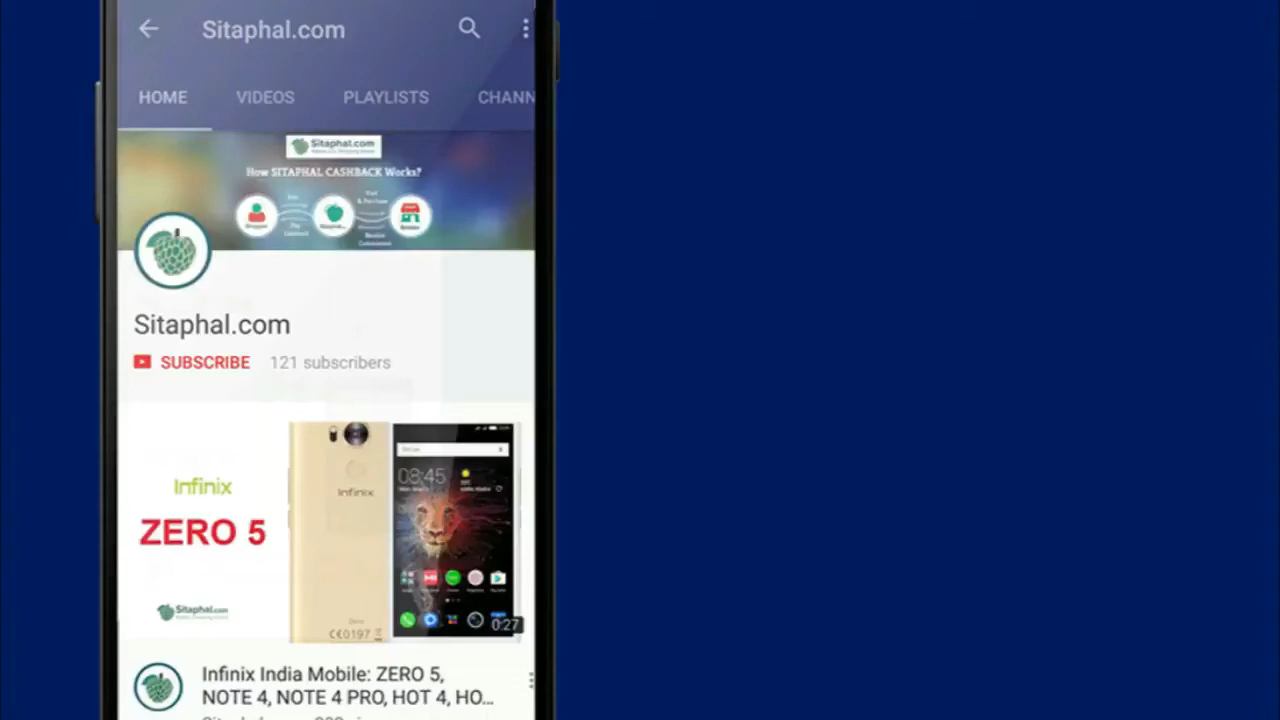 Sitaphal.com
HOME VIDEOS PLAYLISTS CHANN
Sitaphal.com
How SITAPHAL CASHBACK Works?
Sitaphal.com
SUBSCRIBE 121 subscribers
Infinix
ZERO 5
Sitaphal.com
Infinix
08:45
Zero
CE0197
0:27
Infinix India Mobile: ZERO 5,
NOTE 4, NOTE 4 PRO, HOT 4, HO...